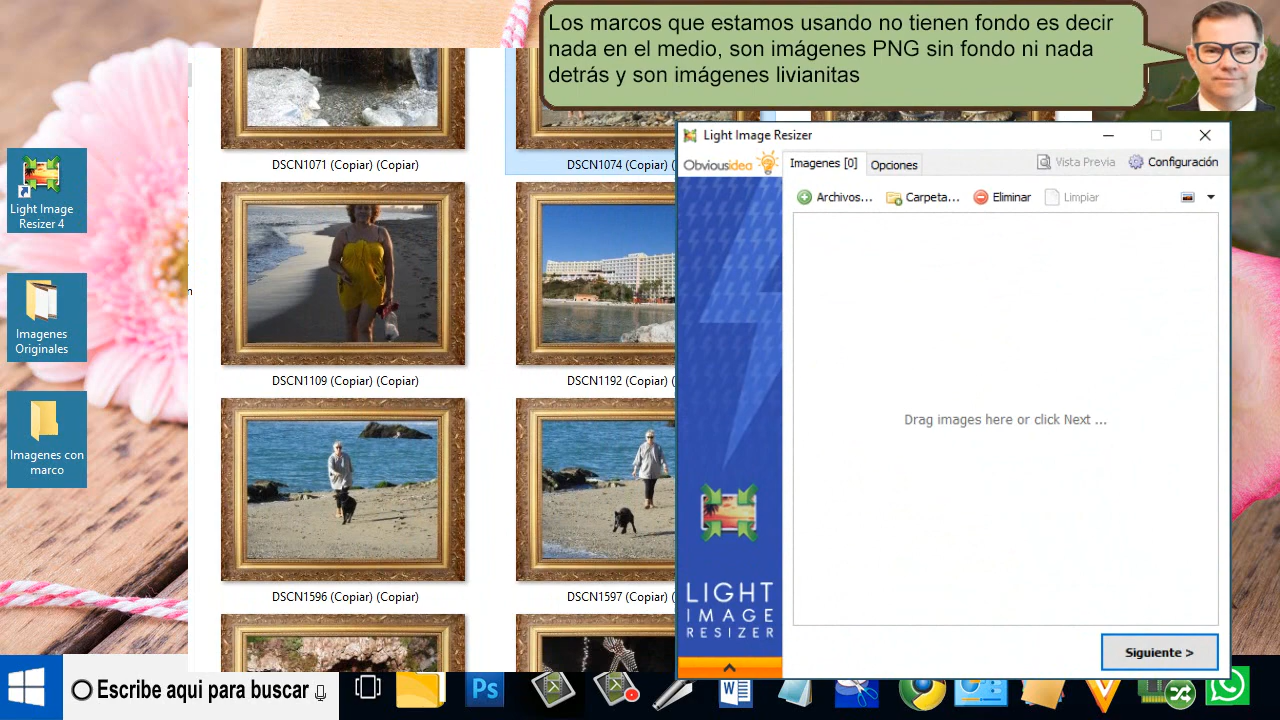 Los marcos que estamos usando no tienen fondo es decir
nada en el medio, son imágenes PNG sin fondo ni nada
detrás y son imágenes livianitas
Light Image
Resizer 4
Imagenes
Originales
Imagenes con
marco
DSCN1071 (Copiar) (Copiar)
DSCN1074 (Copiar) (
DSCN1109 (Copiar) (Copiar)
DSCN1192 (Copiar) (
DSCN1596 (Copiar) (Copiar)
DSCN1597 (Copiar) (
Light Image Resizer
Obviousidea
Imagenes [0]
Opciones
Vista Previa
Configuración
Archivos...
Carpeta...
Eliminar
Limpiar
Drag images here or click Next ...
LIGHT
IMAGE
RESIZER
Siguiente >
Escribe aqui para buscar
Ps
W